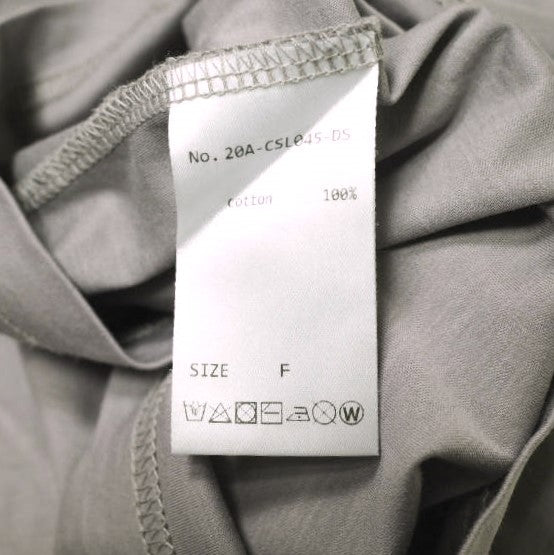 No. 20A-CSL045-DS
cotton 100%
SIZE F
W